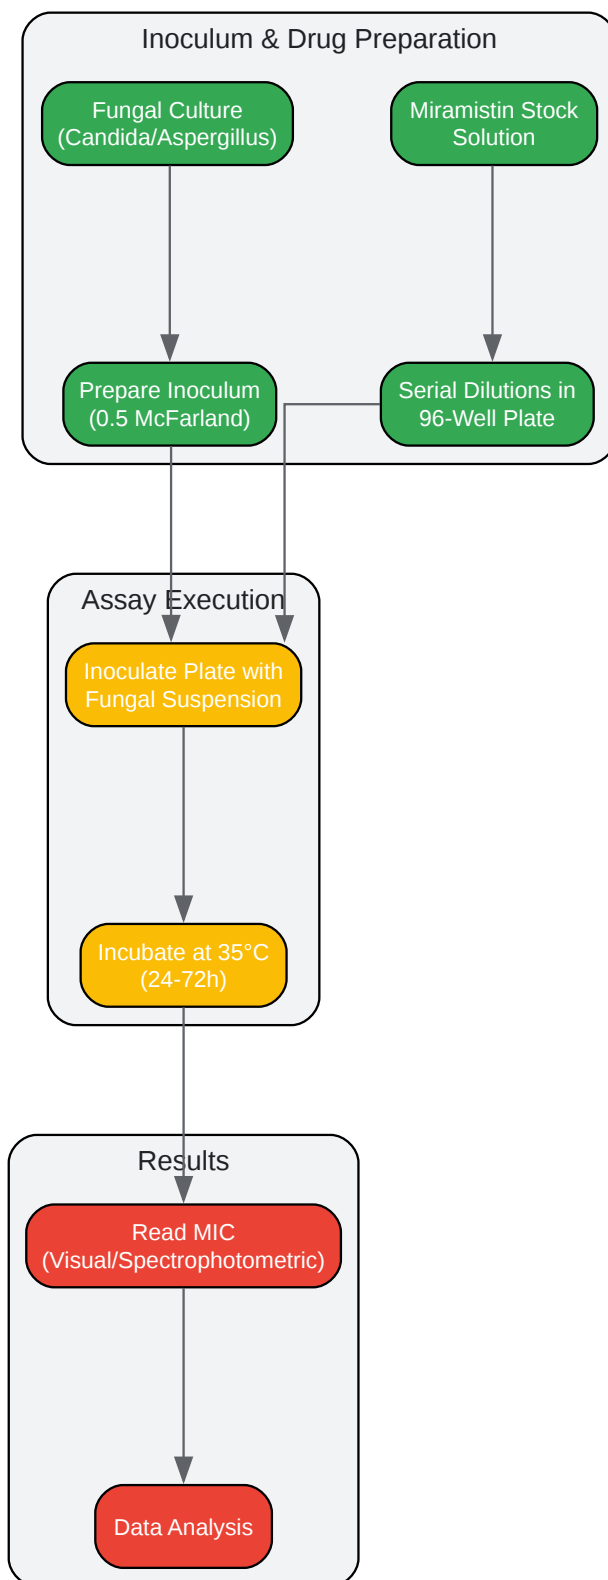 Inoculum & Drug Preparation
Fungal Culture
(Candida/Aspergillus)
Miramistin Stock
Solution
Prepare Inoculum
(0.5 McFarland)
Serial Dilutions in
96-Well Plate
Assay Execution
Inoculate Plate with
Fungal Suspension
Incubate at 35°C
(24-72h)
Results
Read MIC
(Visual/Spectrophotometric)
Data Analysis